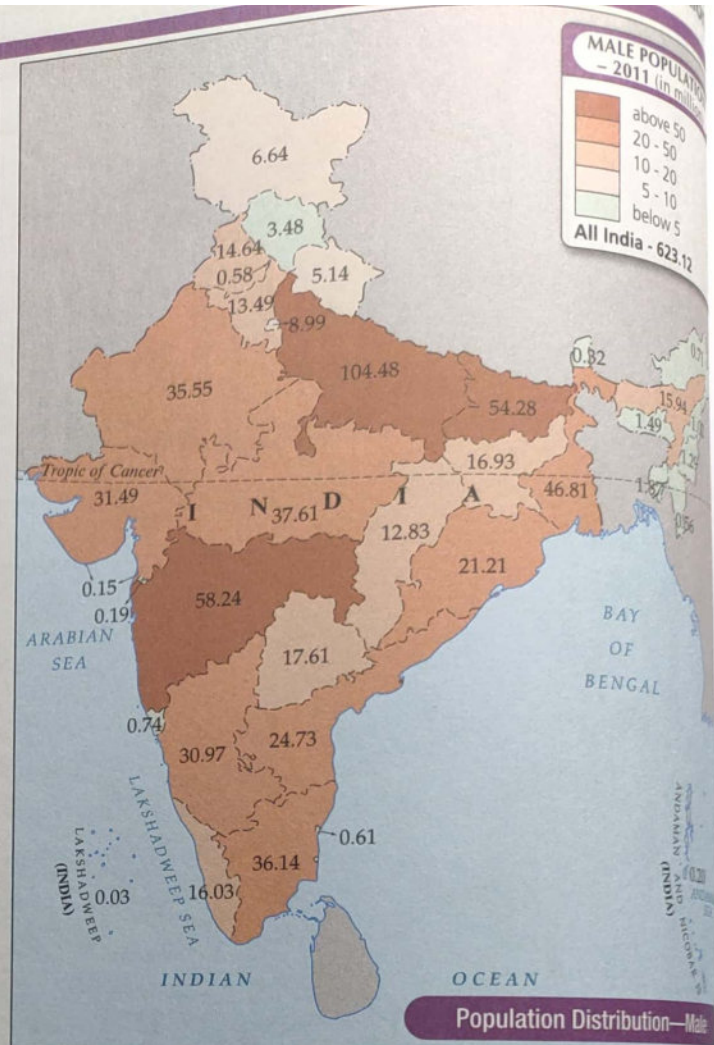 MALE POPULATION
– 2011 (in million)
above 50
20 - 50
10 - 20
5 - 10
below 5
All India - 623.12
6.64
3.48
14.64
0.58
5.14
13.49
8.99
104.48
35.55
0.32
54.28
15.94
1.49
16.93
Tropic of Cancer
31.49
I N D I A
37.61
46.81
12.83
1.87
21.21
0.15
58.24
0.19
ARABIAN
SEA
BAY
OF
BENGAL
17.61
0.74
24.73
30.97
LAKSHADWEEP SEA
0.61
36.14
LAKSHADWEEP
(INDIA)
0.03
16.03
ANDAMAN AND NICOBAR
(INDIA)
INDIAN OCEAN
Population Distribution—Male